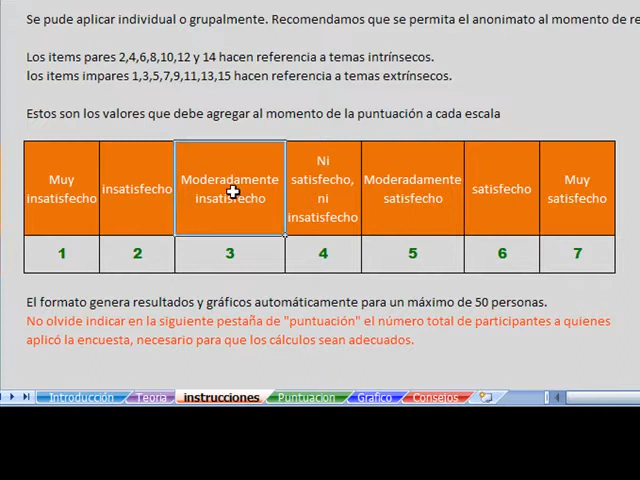 Se pude aplicar individual o grupalmente. Recomendamos que se permita el anonimato al momento de re
Los items pares 2,4,6,8,10,12 y 14 hacen referencia a temas intrínsecos.
los items impares 1,3,5,7,9,11,13,15 hacen referencia a temas extrínsecos.
Estos son los valores que debe agregar al momento de la puntuación a cada escala
Muy insatisfecho
insatisfecho
Moderadamente insatisfecho
Ni satisfecho, ni insatisfecho
Moderadamente satisfecho
satisfecho
Muy satisfecho
1 2 3 4 5 6 7
El formato genera resultados y gráficos automáticamente para un máximo de 50 personas.
No olvide indicar en la siguiente pestaña de "puntuación" el número total de participantes a quienes
aplicó la encuesta, necesario para que los cálculos sean adecuados.
Introducción Teoria instrucciones Puntuacion Grafico Consejos